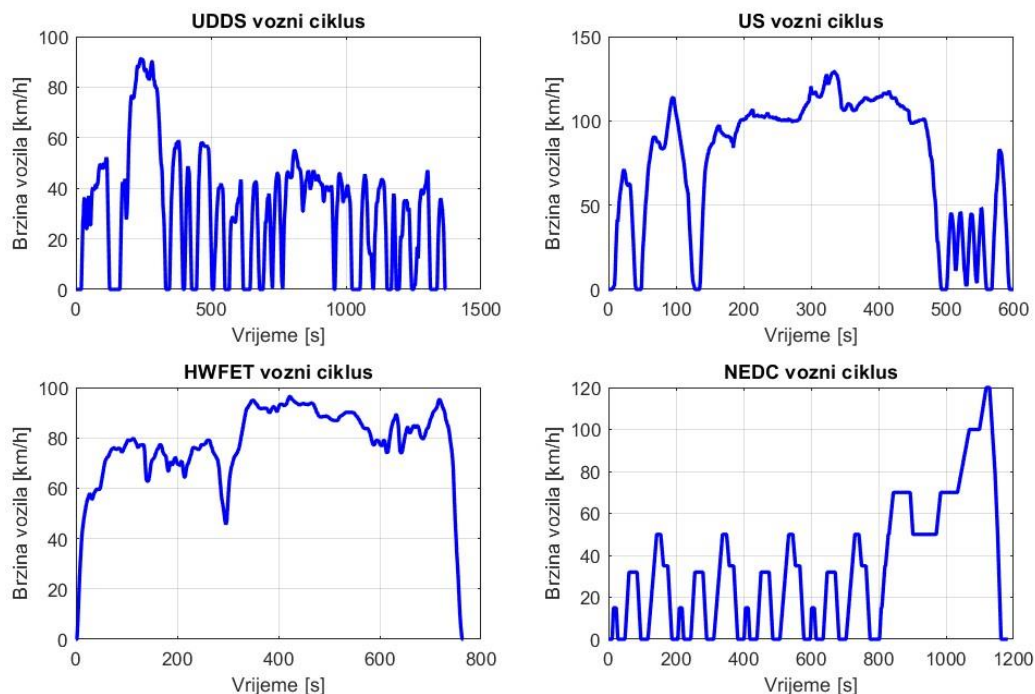 UDDS vozni ciklus
Brzina vozila [km/h]
100
80
60
40
20
0
0 500 1000 1500
Vrijeme [s]
US vozni ciklus
Brzina vozila [km/h]
150
100
50
0
0 100 200 300 400 500 600
Vrijeme [s]
HWFET vozni ciklus
Brzina vozila [km/h]
100
80
60
40
20
0
0 200 400 600 800
Vrijeme [s]
NEDC vozni ciklus
Brzina vozila [km/h]
120
100
80
60
40
20
0
0 200 400 600 800 1000 1200
Vrijeme [s]